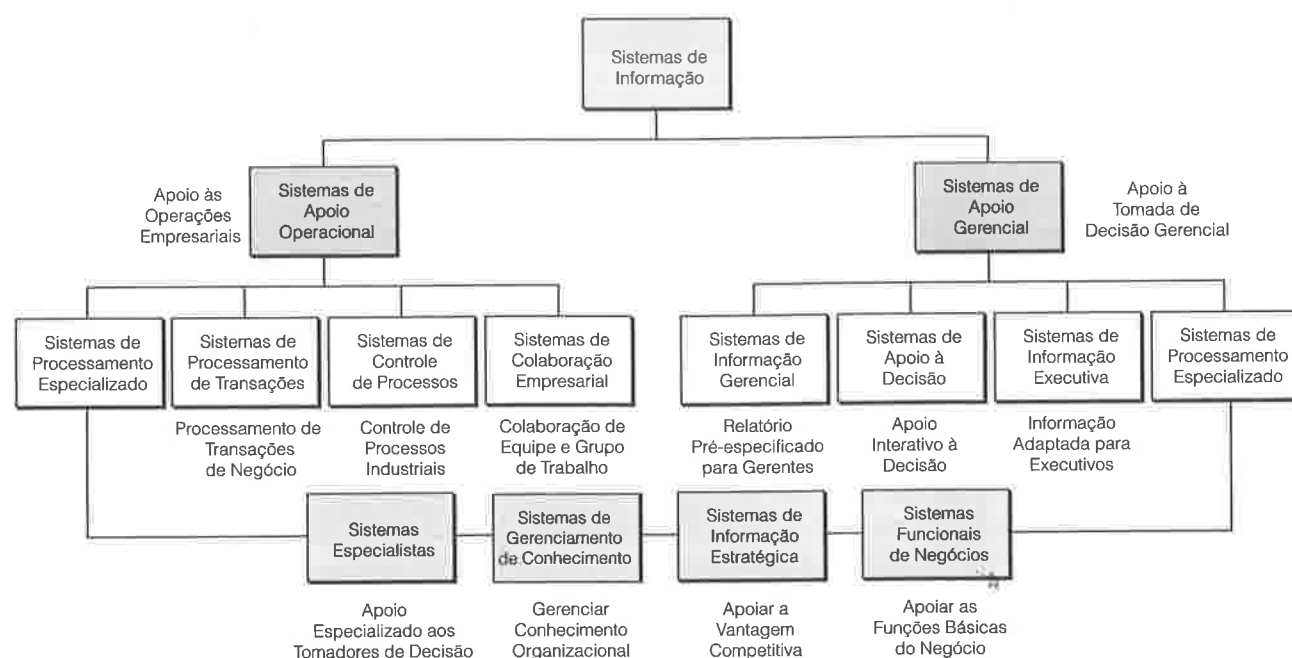 Sistemas de
Informação
Apoio às
Operações
Empresariais
Sistemas de
Apoio
Operacional
Sistemas de
Apoio
Gerencial
Apoio à
Tomada de
Decisão Gerencial
Sistemas de
Processamento
Especializado
Sistemas de
Processamento
de Transações
Sistemas de
Controle
de Processos
Sistemas de
Colaboração
Empresarial
Sistemas de
Informação
Gerencial
Sistemas de
Apoio à
Decisão
Sistemas de
Informação
Executiva
Sistemas de
Processamento
Especializado
Processamento de
Transações
de Negócio
Controle de
Processos
Industriais
Colaboração de
Equipe e Grupo
de Trabalho
Relatório
Pré-especificado
para Gerentes
Apoio
Interativo à
Decisão
Informação
Adaptada para
Executivos
Sistemas
Especialistas
Sistemas de
Gerenciamento
de Conhecimento
Sistemas de
Informação
Estratégica
Sistemas
Funcionais
de Negócios
Apoio
Especializado aos
Tomadores de Decisão
Gerenciar
Conhecimento
Organizacional
Apoiar a
Vantagem
Competitiva
Apoiar as
Funções Básicas
do Negócio